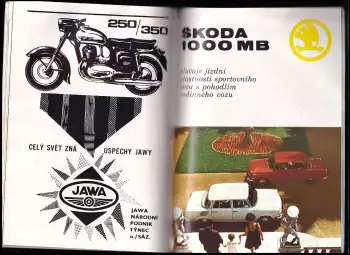 250/
350
CELÝ SVĚT ZNÁ
ÚSPĚCHY JAWY
JAWA
JAWA
NÁRODNÍ
PODNIK
TÝNEC
n./SÁZ.
ŠKODA
1000 MB
jízdní
sportovního
s pohodlím
vozu